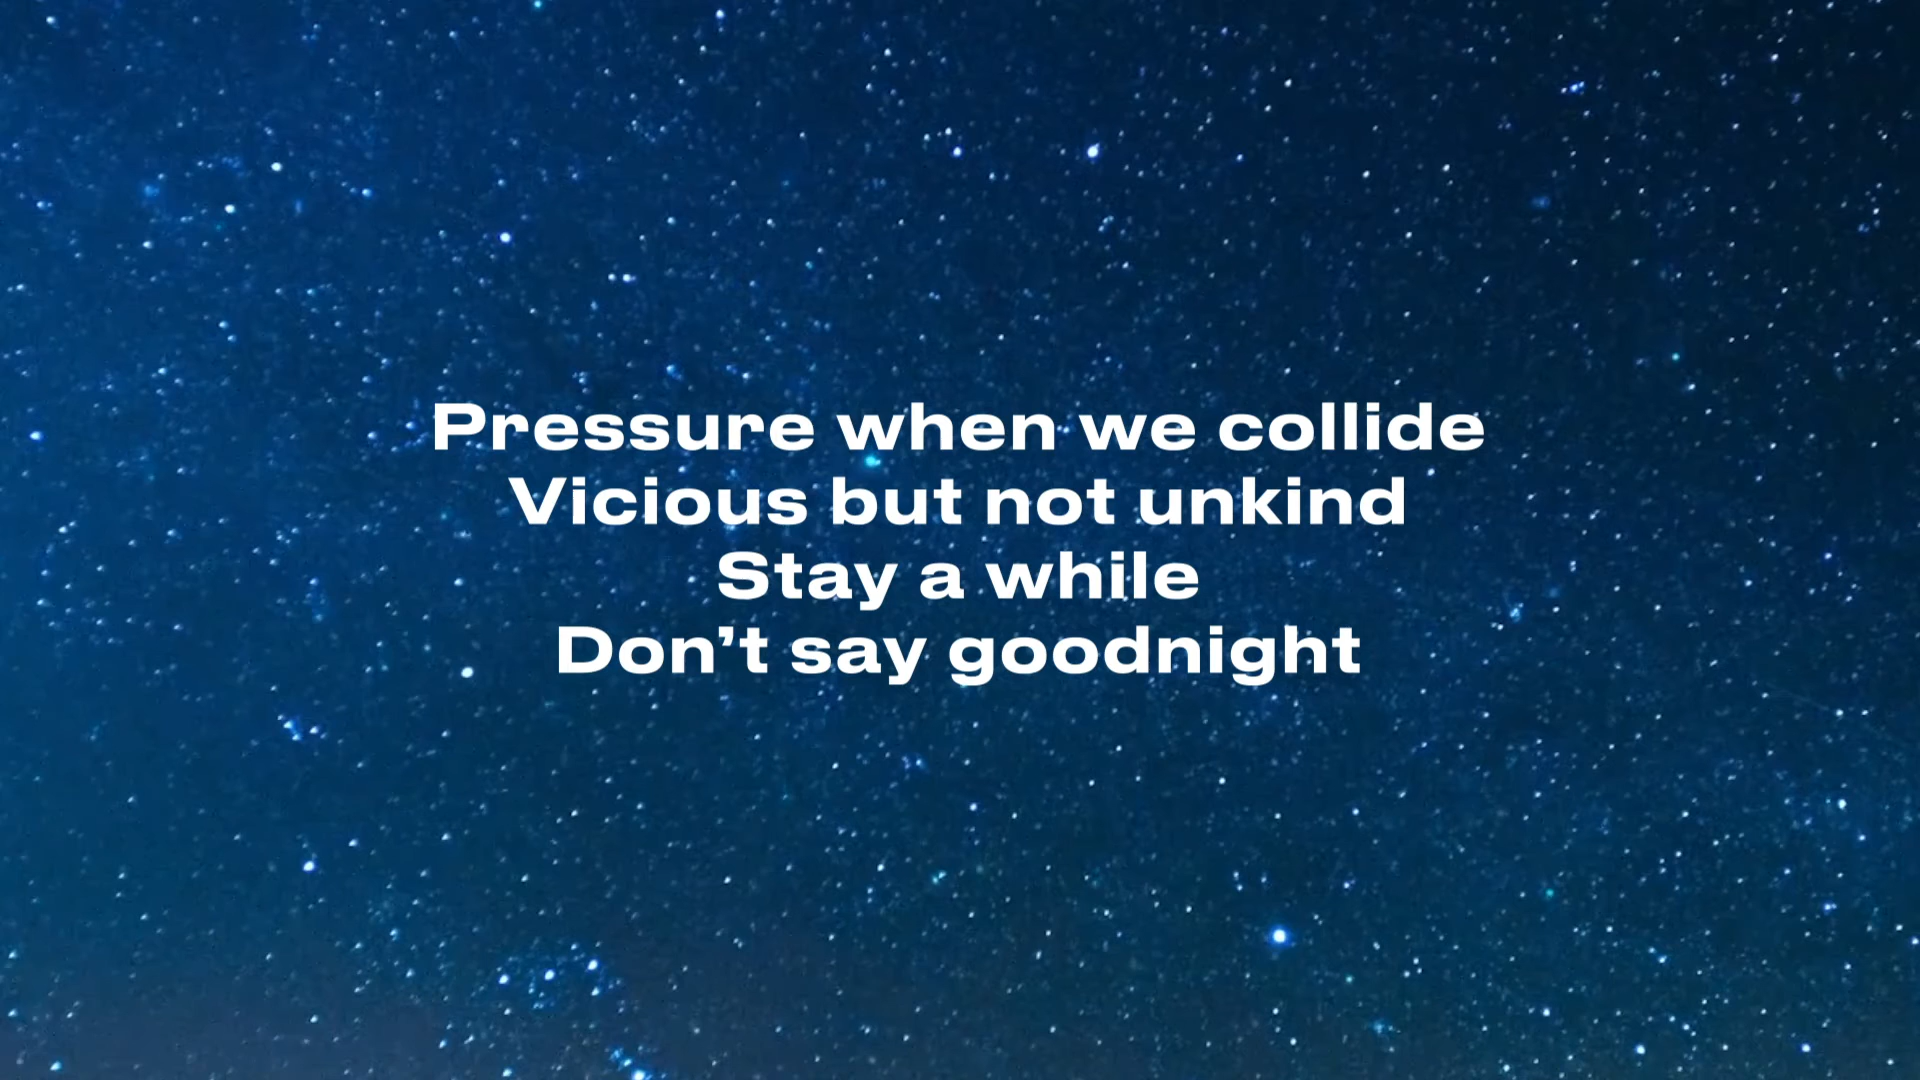 Pressure when we collide
Vicious but not unkind
Stay a while
Don’t say goodnight